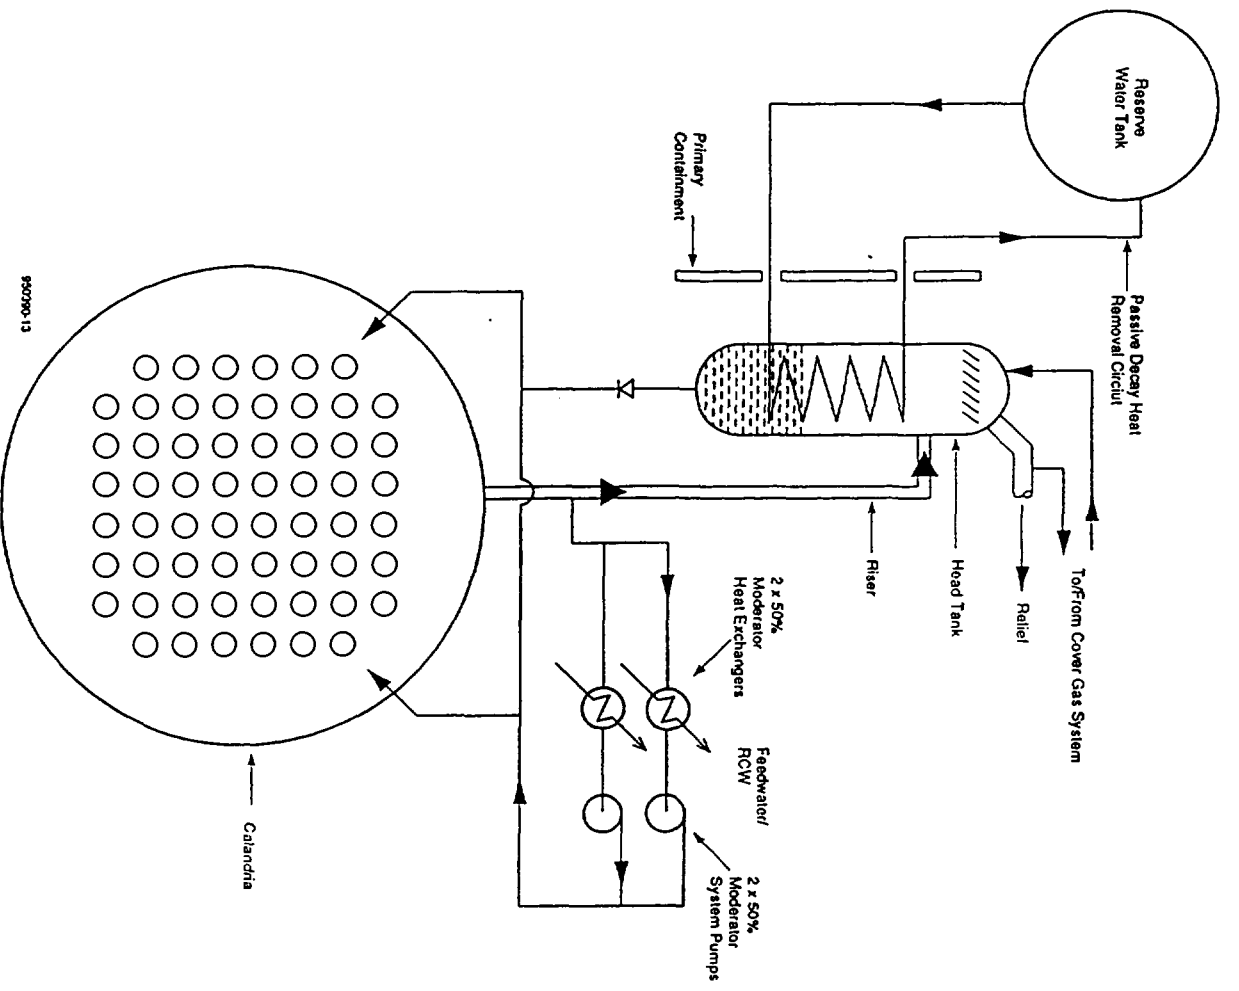 Reserve
Water Tank
Passive Decay Heat
Removal Circiut
Primary
Containment
To/From Cover Gas System
Relief
Head Tank
Riser
2 x 50%
Moderator
Heat Exchangers
Feedwater/
RCW
2 x 50%
Moderator
System Pumps
Calandria
950390-13